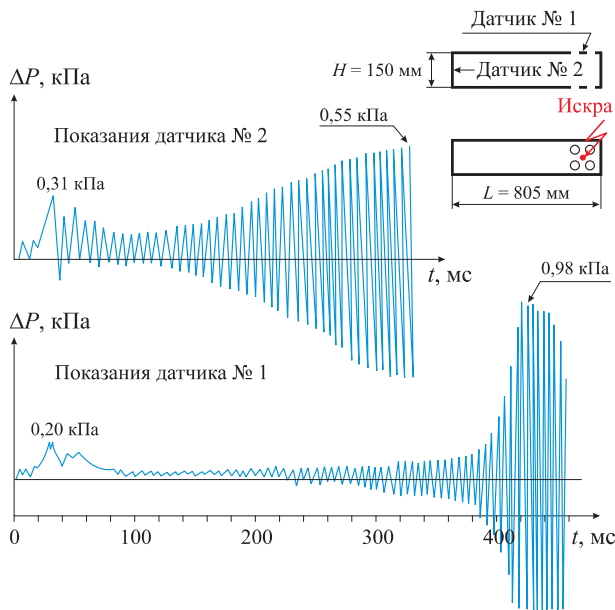 Датчик № 1
H = 150 мм
Датчик № 2
Искра
L = 805 мм
ΔP, кПа
Показания датчика № 2
0,55 кПа
0,31 кПа
t, мс
0,98 кПа
ΔP, кПа
Показания датчика № 1
0,20 кПа
0 100 200 300 400 t, мс